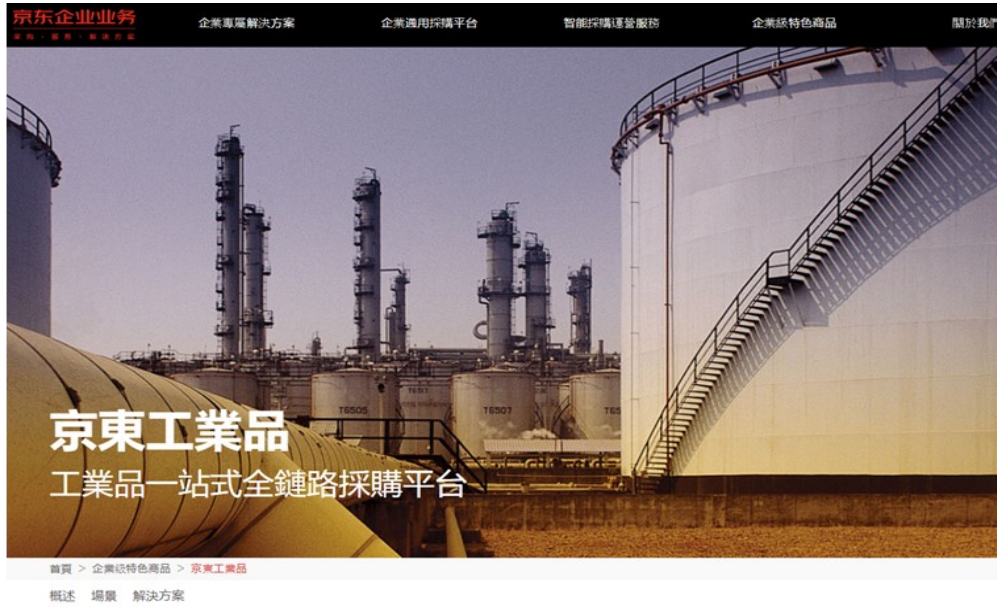 京东企业业务
采购·服务·解决方案
企業專屬解決方案
企業通用採購平台
智能採購運營服務
企業級特色商品
關於我們
T6505
T6507
京東工業品
工業品一站式全鏈路採購平台
首頁 > 企業級特色商品 > 京東工業品
概述 場景 解決方案